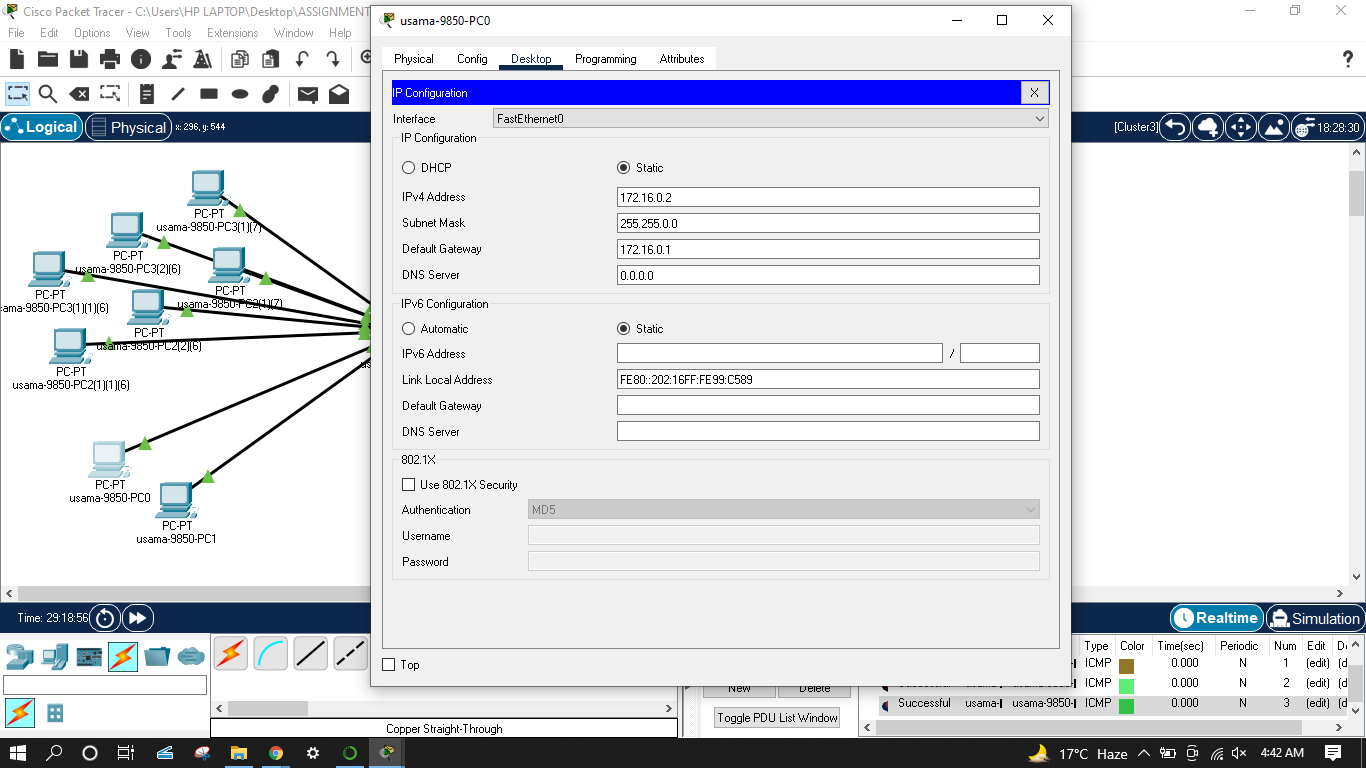 Cisco Packet Tracer - C:\Users\HP LAPTOP\Desktop\ASSIGNMENT
File Edit Options View Tools Extensions Window Help
?
Logical Physical x: 296, y: 544
[Cluster3] 18:28:30
usama-9850-PC0
Physical Config Desktop Programming Attributes
IP Configuration X
Interface FastEthernet0
IP Configuration
DHCP Static
IPv4 Address 172.16.0.2
Subnet Mask 255.255.0.0
Default Gateway 172.16.0.1
DNS Server 0.0.0.0
IPv6 Configuration
Automatic Static
IPv6 Address /
Link Local Address FE80::202:16FF:FE99:C589
Default Gateway
DNS Server
802.1X
Use 802.1X Security
Authentication MD5
Username
Password
Top
PC-PT
usama-9850-PC3(1)(7)
PC-PT
usama-9850-PC3(2)(6)
PC-PT
usama-9850-PC2(1)(7)
PC-PT
sama-9850-PC3(1)(1)(6)
PC-PT
usama-9850-PC2(2)(6)
PC-PT
usama-9850-PC2(1)(1)(6)
PC-PT
usama-9850-PC0
PC-PT
usama-9850-PC1
us
Time: 29:18:56
Realtime Simulation
Copper Straight-Through
New Delete
Toggle PDU List Window
Type Color Time(sec) Periodic Num Edit De
ICMP 0.000 N 1 (edit) (d
Successful usama-l usama-9850-l ICMP 0.000 N 2 (edit) (d
Successful usama-l usama-9850-l ICMP 0.000 N 3 (edit) (d
17°C Haze 4:42 AM